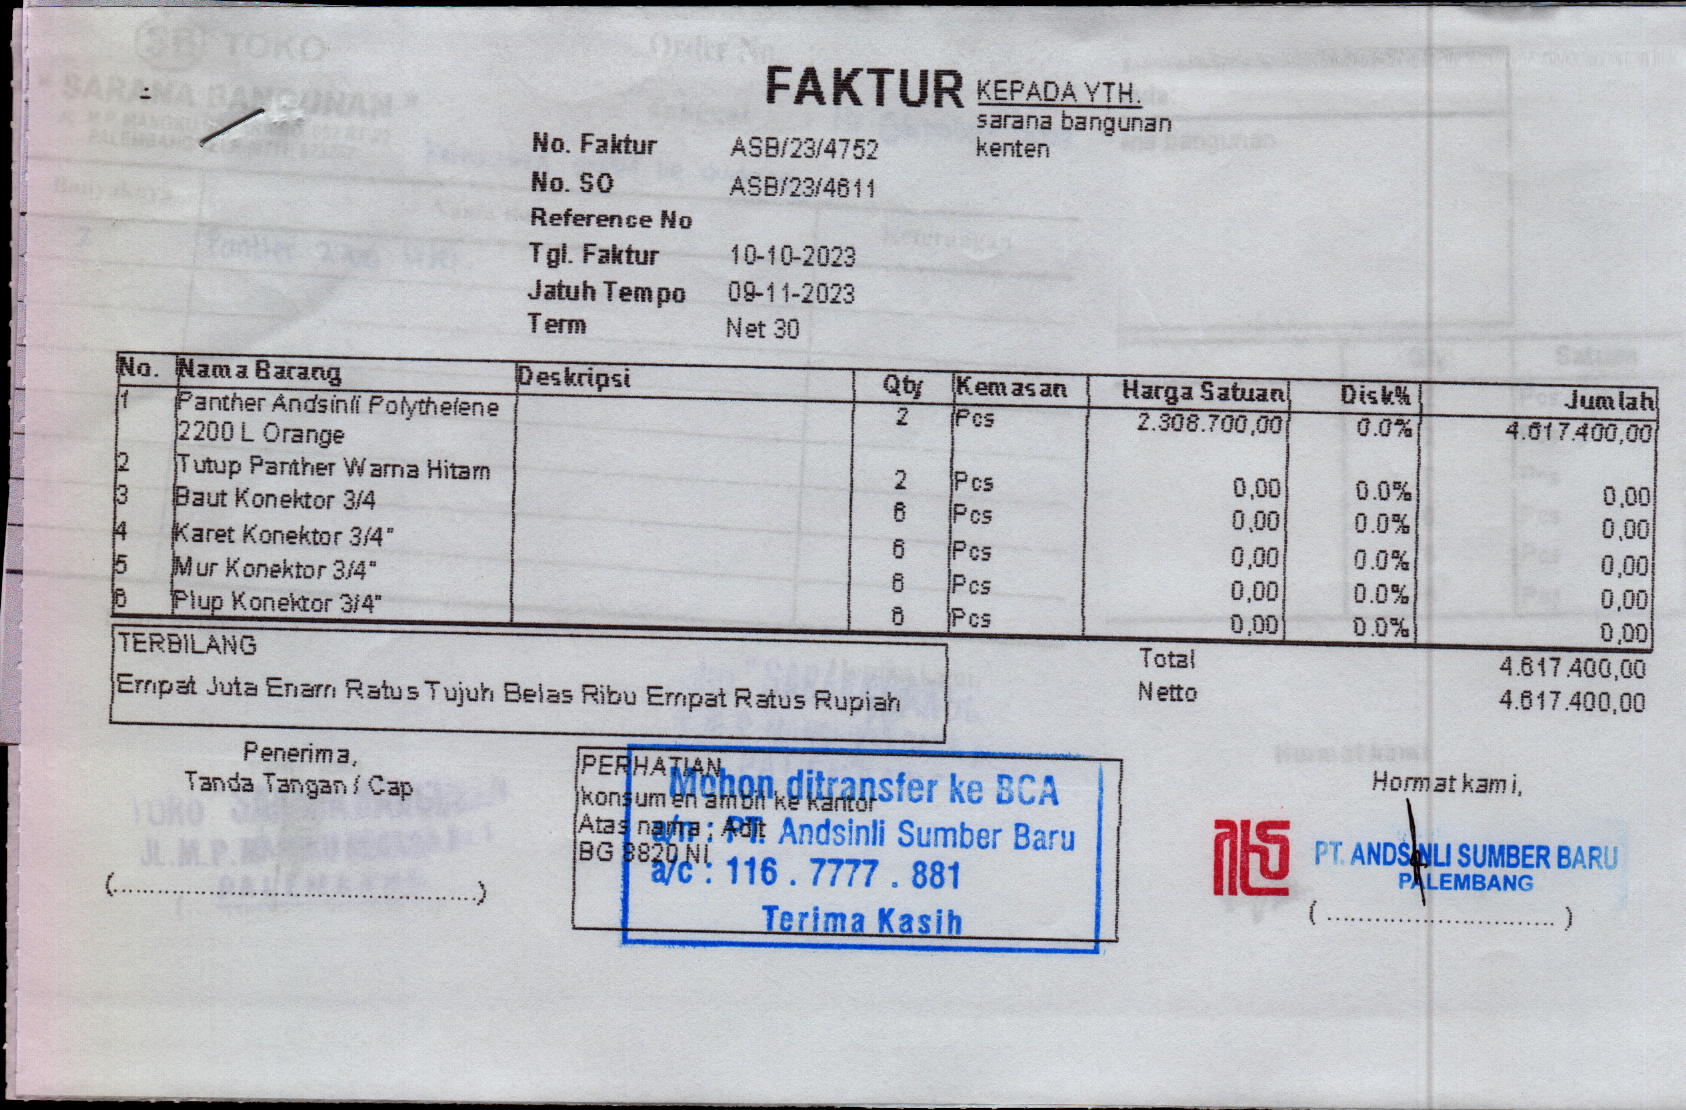 FAKTUR
KEPADA YTH.
sarana bangunan
kenten
No. Faktur ASB/23/4752
No. SO ASB/23/4611
Reference No
Tgl. Faktur 10-10-2023
Jatuh Tempo 09-11-2023
Term Net 30
No. Nama Barang Deskripsi Qty Kemasan Harga Satuan Disk% Jumlah
1 Panther Andsinli Polythelene 2 Pcs 2.308.700,00 0.0% 4.617.400,00
2200 L Orange
2 Tutup Panther Warna Hitam 2 Pcs 0,00 0.0% 0,00
3 Baut Konektor 3/4 6 Pcs 0,00 0.0% 0,00
4 Karet Konektor 3/4" 6 Pcs 0,00 0.0% 0,00
5 Mur Konektor 3/4" 6 Pcs 0,00 0.0% 0,00
6 Plup Konektor 3/4" 6 Pcs 0,00 0.0% 0,00
TERBILANG
Empat Juta Enam Ratus Tujuh Belas Ribu Empat Ratus Rupiah
Total 4.617.400,00
Netto 4.617.400,00
Penerima,
Tanda Tangan / Cap
(..........................................)
PERHATIAN
konsumen ambil ke kantor
Atas nama : Adit
BG 8820 NI
Mohon ditransfer ke BCA
a/n : PT. Andsinli Sumber Baru
a/c : 116 . 7777 . 881
Terima Kasih
Hormat kami,
PT. ANDSINLI SUMBER BARU
PALEMBANG
( ............................ )